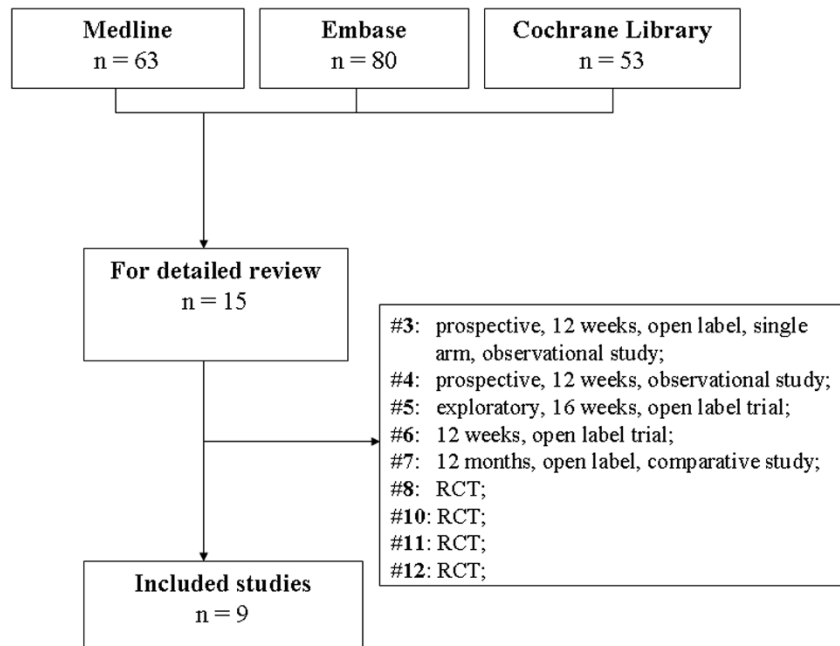 Medline
n = 63
Embase
n = 80
Cochrane Library
n = 53
For detailed review
n = 15
#3: prospective, 12 weeks, open label, single
arm, observational study;
#4: prospective, 12 weeks, observational study;
#5: exploratory, 16 weeks, open label trial;
#6: 12 weeks, open label trial;
#7: 12 months, open label, comparative study;
#8: RCT;
#10: RCT;
#11: RCT;
#12: RCT;
Included studies
n = 9